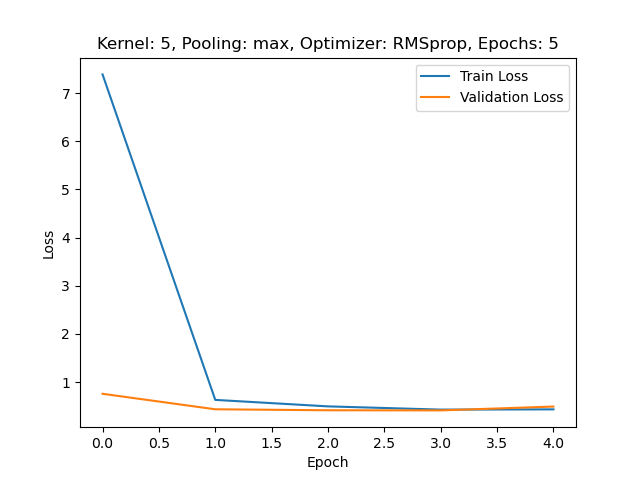 Kernel: 5, Pooling: max, Optimizer: RMSprop, Epochs: 5
Train Loss
Validation Loss
7
6
5
4
3
2
1
Loss
0.0 0.5 1.0 1.5 2.0 2.5 3.0 3.5 4.0
Epoch